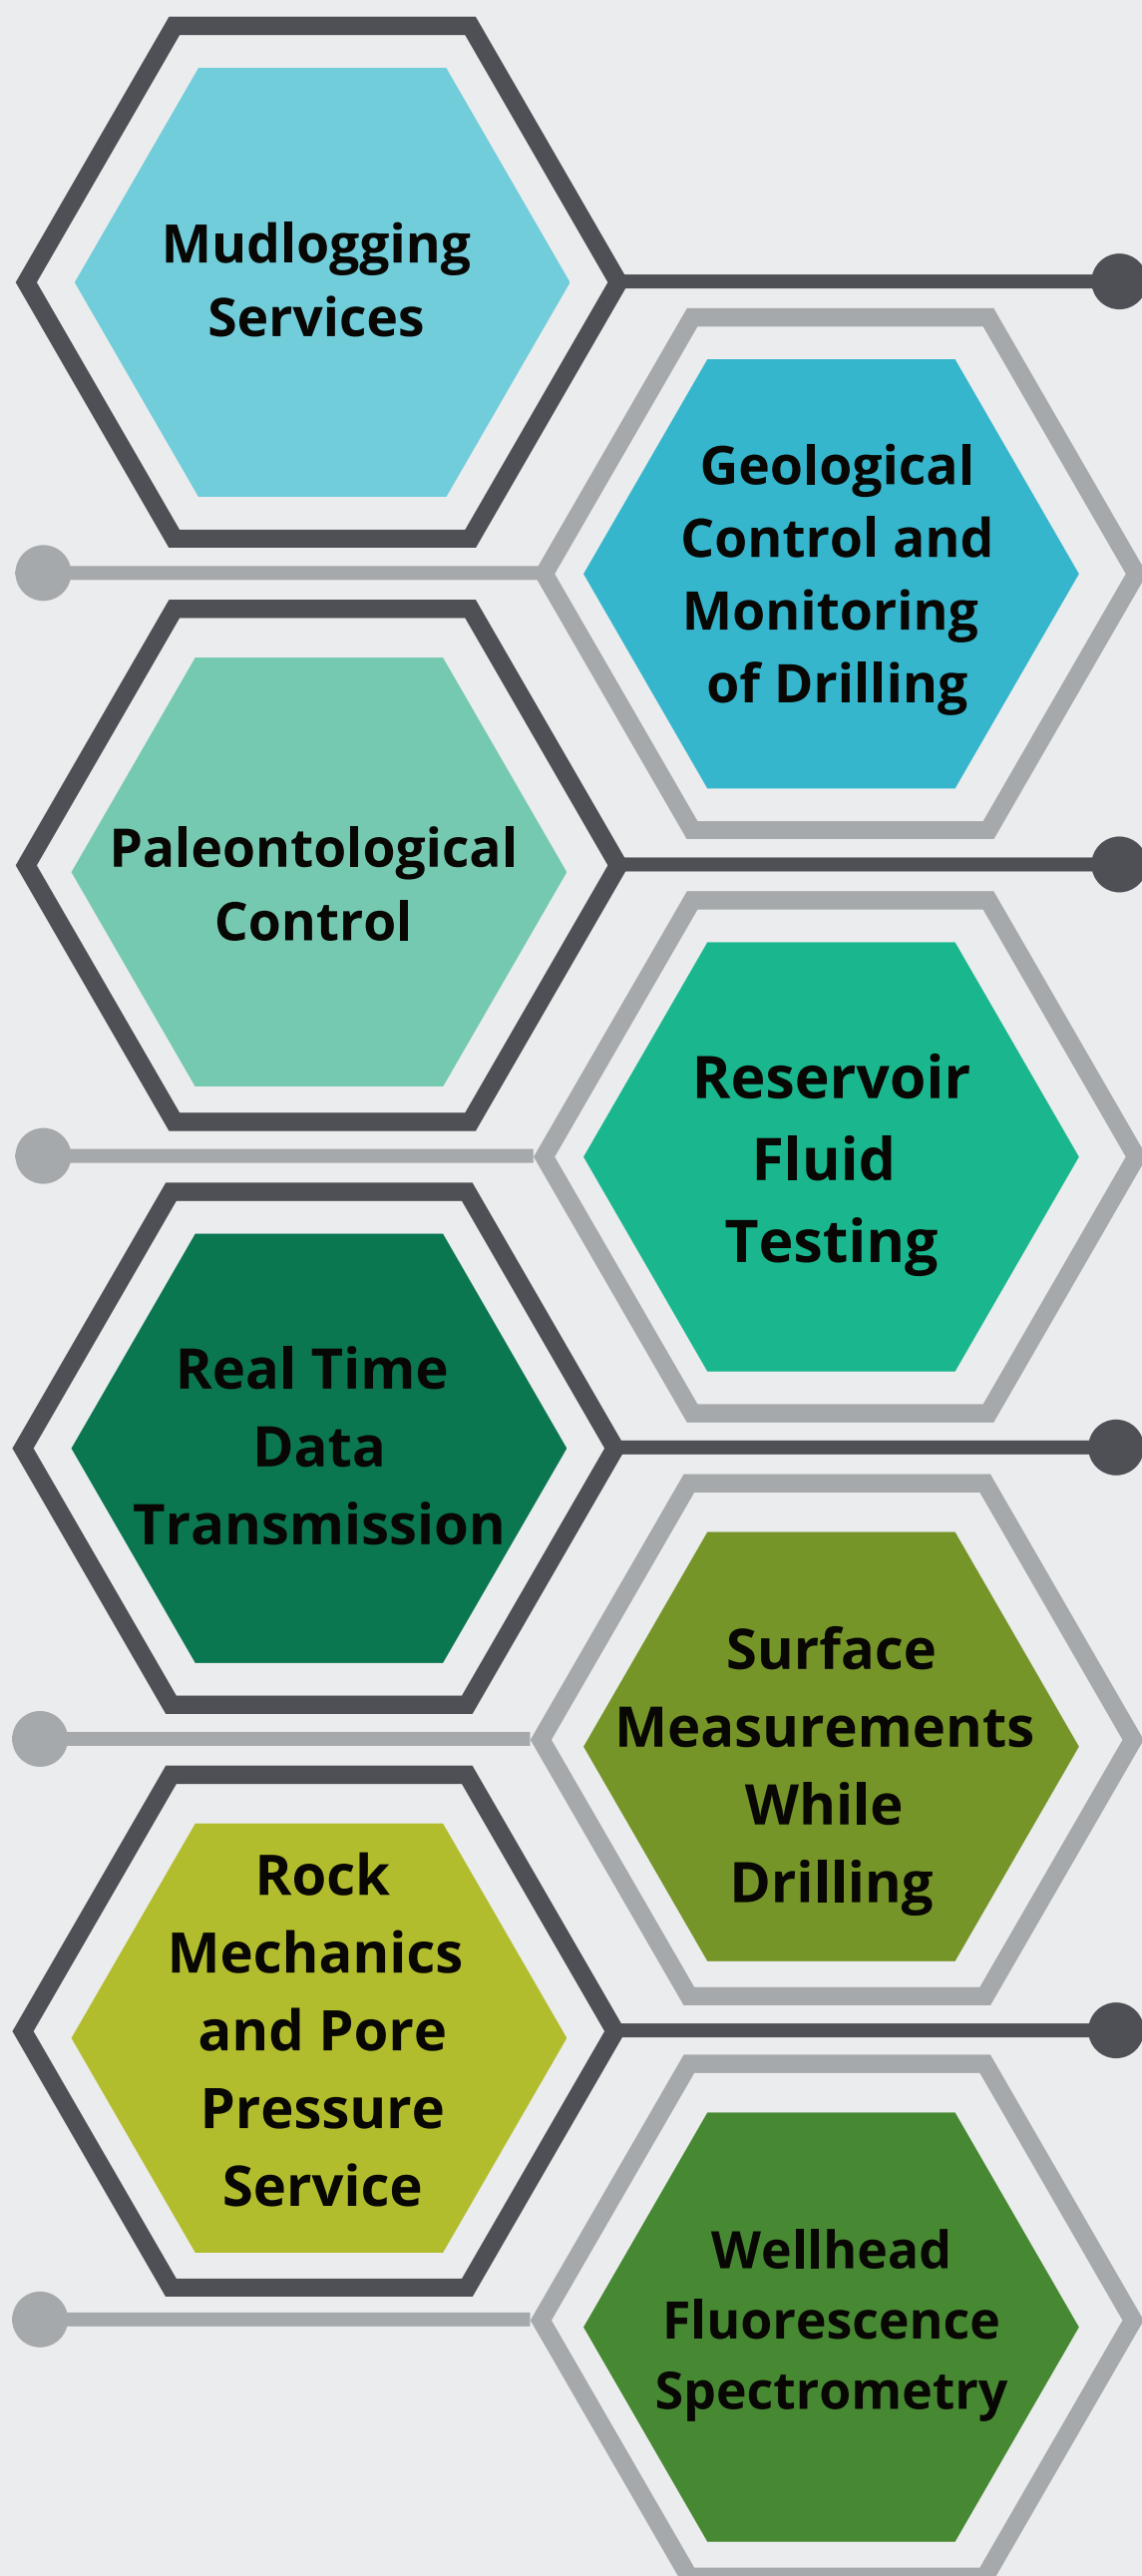 Mudlogging
Services
Geological
Control and
Monitoring
of Drilling
Paleontological
Control
Reservoir
Fluid
Testing
Real Time
Data
Transmission
Surface
Measurements
While
Drilling
Rock
Mechanics
and Pore
Pressure
Service
Wellhead
Fluorescence
Spectrometry